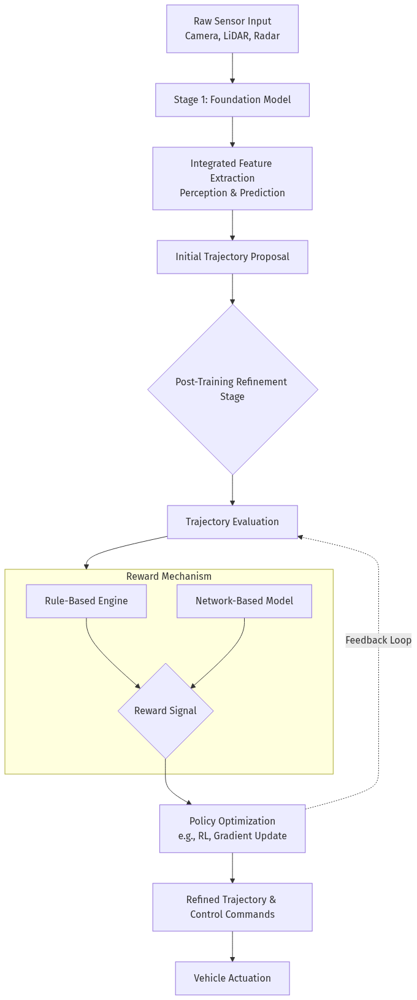 Raw Sensor Input
Camera, LiDAR, Radar
Stage 1: Foundation Model
Integrated Feature
Extraction
Perception & Prediction
Initial Trajectory Proposal
Post-Training Refinement
Stage
Trajectory Evaluation
Reward Mechanism
Rule-Based Engine
Network-Based Model
Feedback Loop
Reward Signal
Policy Optimization
e.g., RL, Gradient Update
Refined Trajectory &
Control Commands
Vehicle Actuation